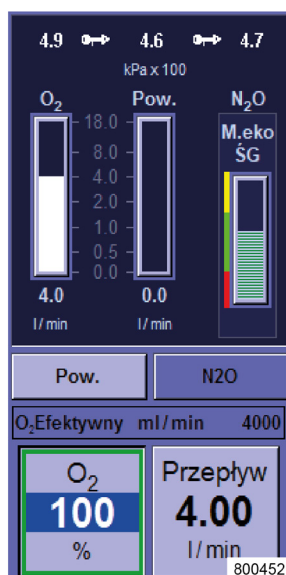 4.9 4.6 4.7
kPa x 100
O₂ Pow. N₂O
M.eko
ŚG
18.0
8.0
4.0
2.0
1.0
0.5
0.0
4.0 0.0
l/min l/min
Pow. N2O
O₂Efektywny ml/min 4000
O₂ Przepływ
100 4.00
% l/min
800452